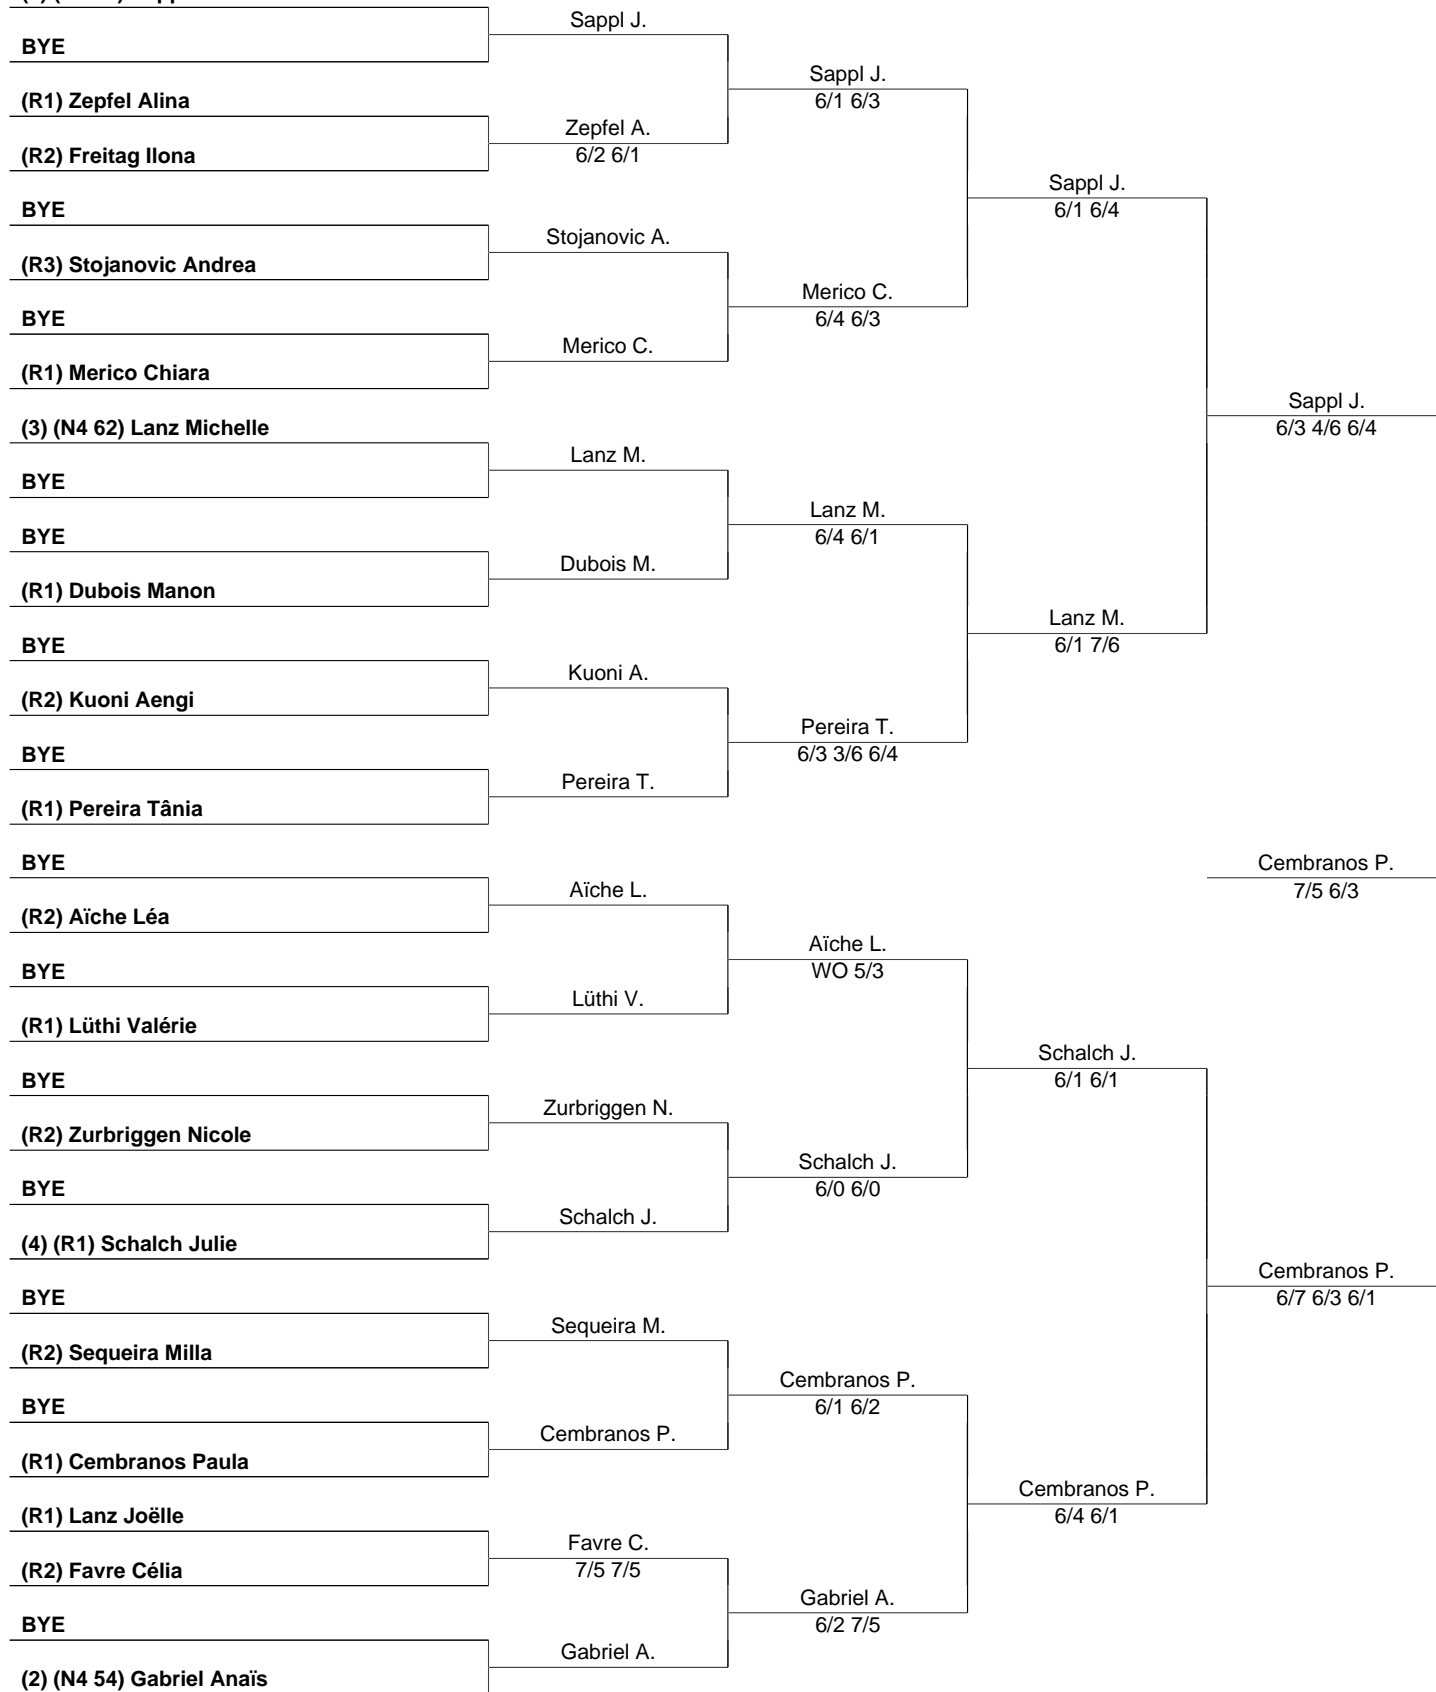 BYE
(R1) Zepfel Alina
(R2) Freitag Ilona
BYE
(R3) Stojanovic Andrea
BYE
(R1) Merico Chiara
(3) (N4 62) Lanz Michelle
BYE
BYE
(R1) Dubois Manon
BYE
(R2) Kuoni Aengi
BYE
(R1) Pereira Tânia
BYE
(R2) Aïche Léa
BYE
(R1) Lüthi Valérie
BYE
(R2) Zurbriggen Nicole
BYE
(4) (R1) Schalch Julie
BYE
(R2) Sequeira Milla
BYE
(R1) Cembranos Paula
(R1) Lanz Joëlle
(R2) Favre Célia
BYE
(2) (N4 54) Gabriel Anaïs
Sappl J.
Zepfel A.
6/2 6/1
Stojanovic A.
Merico C.
Lanz M.
Dubois M.
Kuoni A.
Pereira T.
Aïche L.
Lüthi V.
Zurbriggen N.
Schalch J.
Sequeira M.
Cembranos P.
Favre C.
7/5 7/5
Gabriel A.
Sappl J.
6/1 6/3
Merico C.
6/4 6/3
Lanz M.
6/4 6/1
Pereira T.
6/3 3/6 6/4
Aïche L.
WO 5/3
Schalch J.
6/0 6/0
Cembranos P.
6/1 6/2
Gabriel A.
6/2 7/5
Sappl J.
6/1 6/4
Lanz M.
6/1 7/6
Schalch J.
6/1 6/1
Cembranos P.
6/4 6/1
Sappl J.
6/3 4/6 6/4
Cembranos P.
7/5 6/3
Cembranos P.
6/7 6/3 6/1